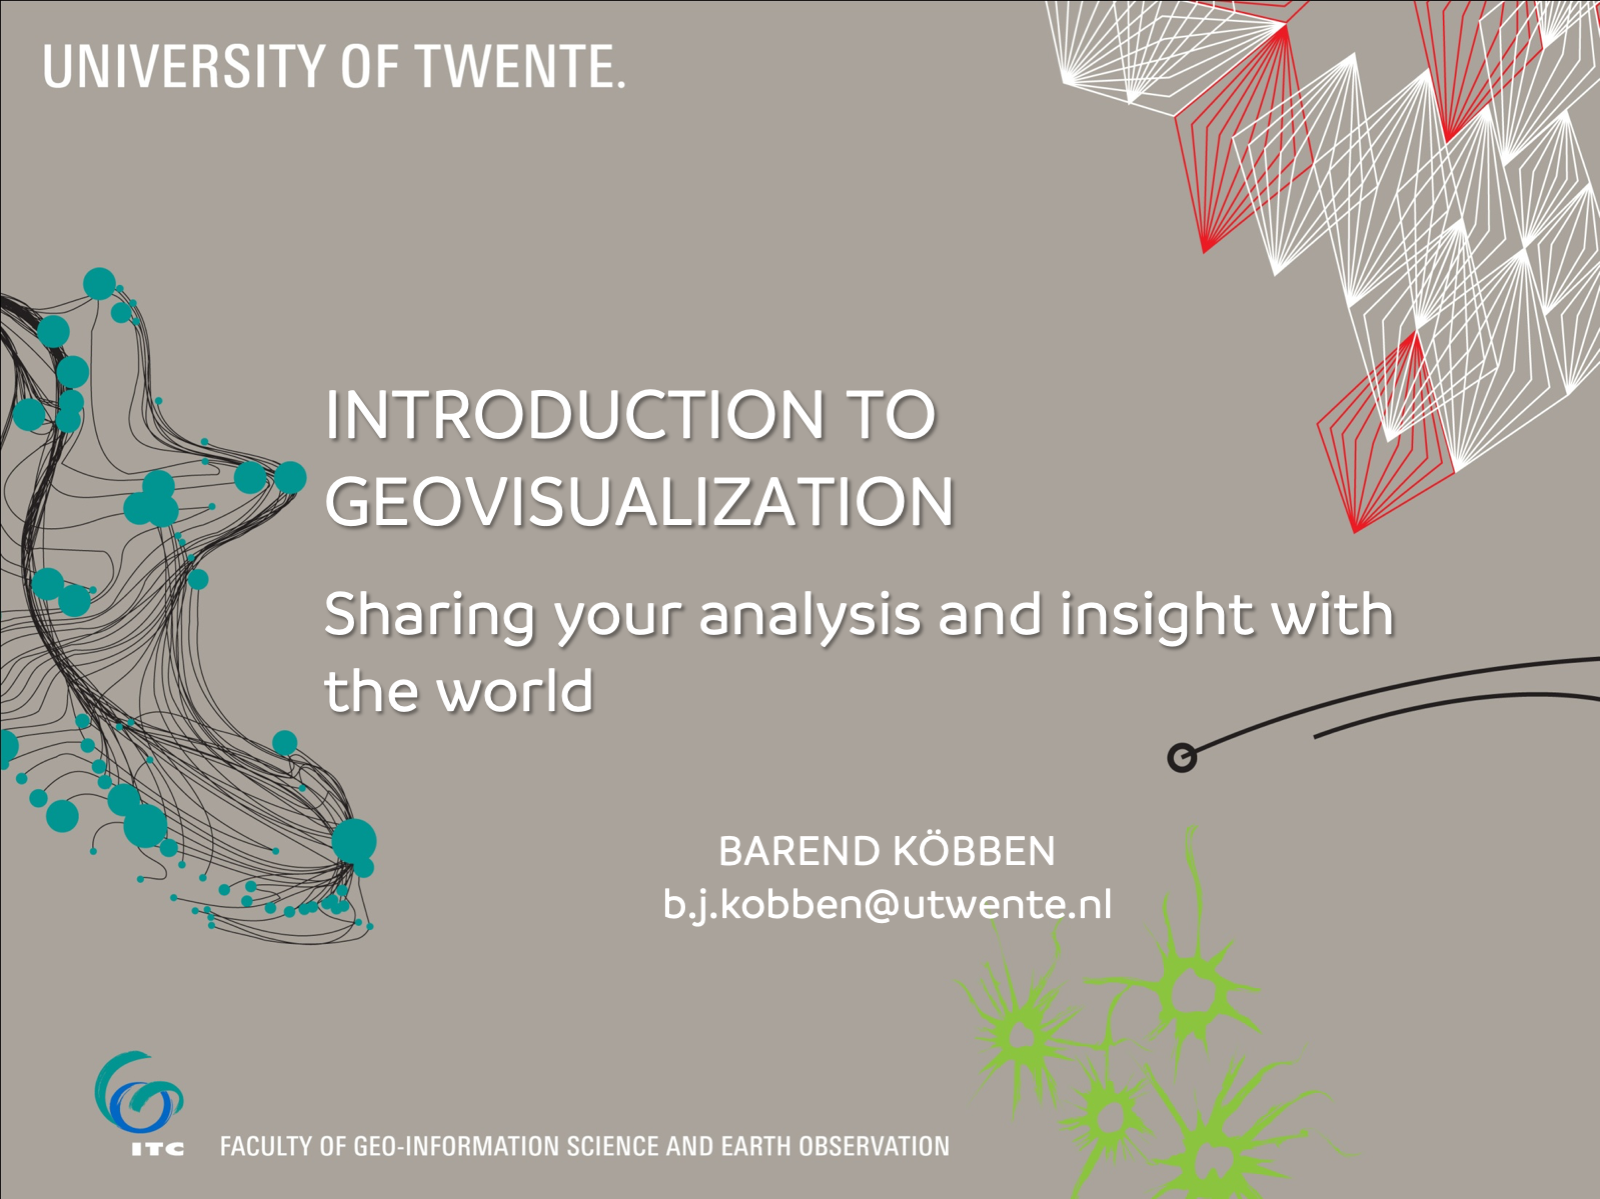 UNIVERSITY OF TWENTE.
INTRODUCTION TO
GEOVISUALIZATION
Sharing your analysis and insight with
the world
BAREND KÖBBEN
b.j.kobben@utwente.nl
ITC
FACULTY OF GEO-INFORMATION SCIENCE AND EARTH OBSERVATION